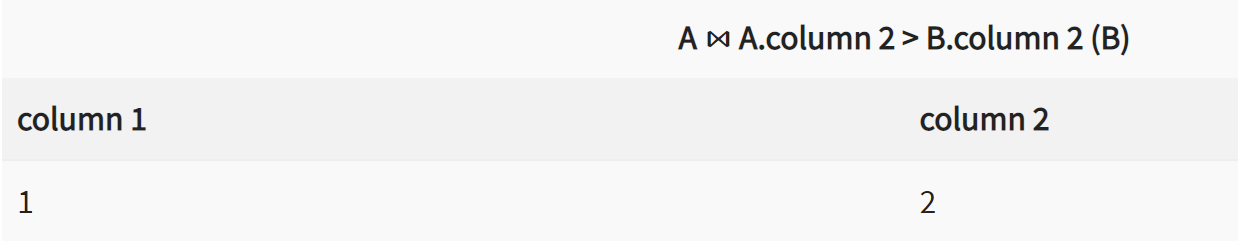 A ⋈ A.column 2 > B.column 2 (B)
column 1 column 2
1 2